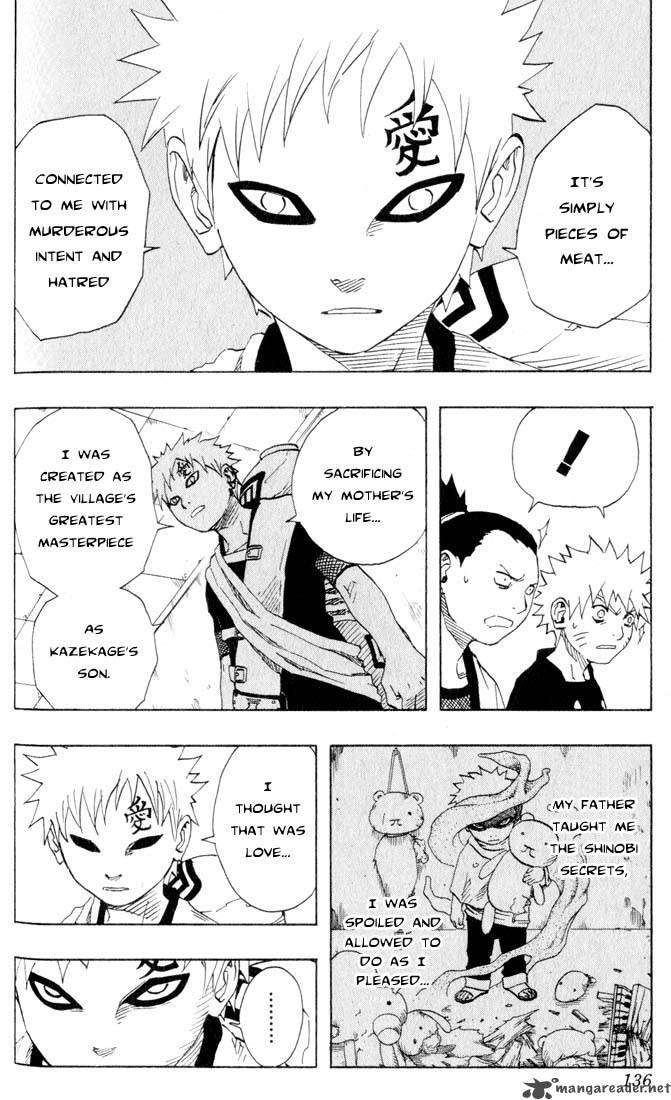 IT'S
SIMPLY
PIECES OF
MEAT...
愛
CONNECTED
TO ME WITH
MURDEROUS
INTENT AND
HATRED
!
BY
SACRIFICING
MY MOTHER'S
LIFE...
愛
I WAS
CREATED AS
THE VILLAGE'S
GREATEST
MASTERPIECE
AS
KAZEKAGE'S
SON.
MY FATHER
TAUGHT ME
THE SHINOBI
SECRETS,
I WAS
SPOILED AND
ALLOWED TO
DO AS I
PLEASED...
I
THOUGHT
THAT WAS
LOVE...
愛
........
136
mangareader.net